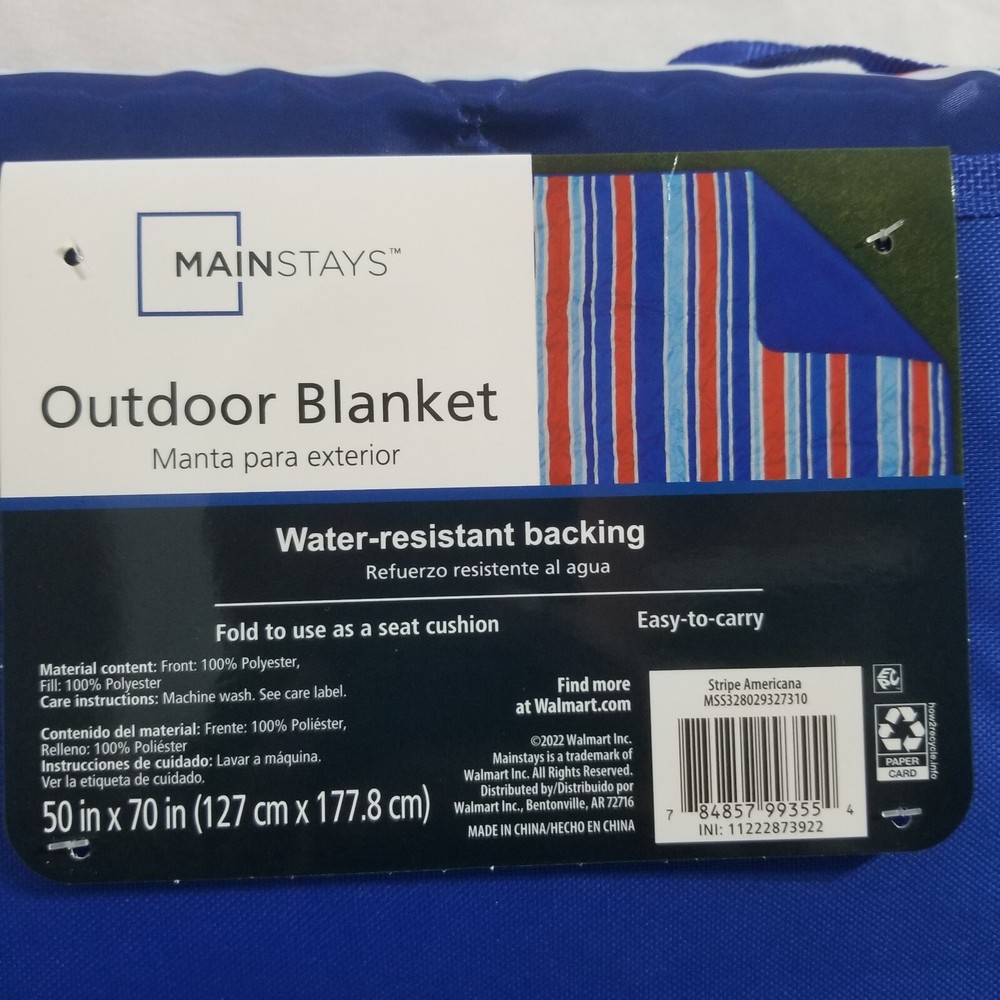 MAINSTAYS™
Outdoor Blanket
Manta para exterior
Water-resistant backing
Refuerzo resistente al agua
Fold to use as a seat cushion
Easy-to-carry
Material content: Front: 100% Polyester,
Fill: 100% Polyester
Care instructions: Machine wash. See care label.
Contenido del material: Frente: 100% Poliéster,
Relleno: 100% Poliéster
Instrucciones de cuidado: Lavar a máquina.
Ver la etiqueta de cuidado.
50 in x 70 in (127 cm x 177.8 cm)
Find more
at Walmart.com
©2022 Walmart Inc.
Mainstays is a trademark of
Walmart Inc. All Rights Reserved.
Distributed by/Distribuido por
Walmart Inc., Bentonville, AR 72716
MADE IN CHINA/HECHO EN CHINA
Stripe Americana
MSS328029327310
7 84857 99355 4
INI: 11222873922
how2recycle.info
PAPER
CARD